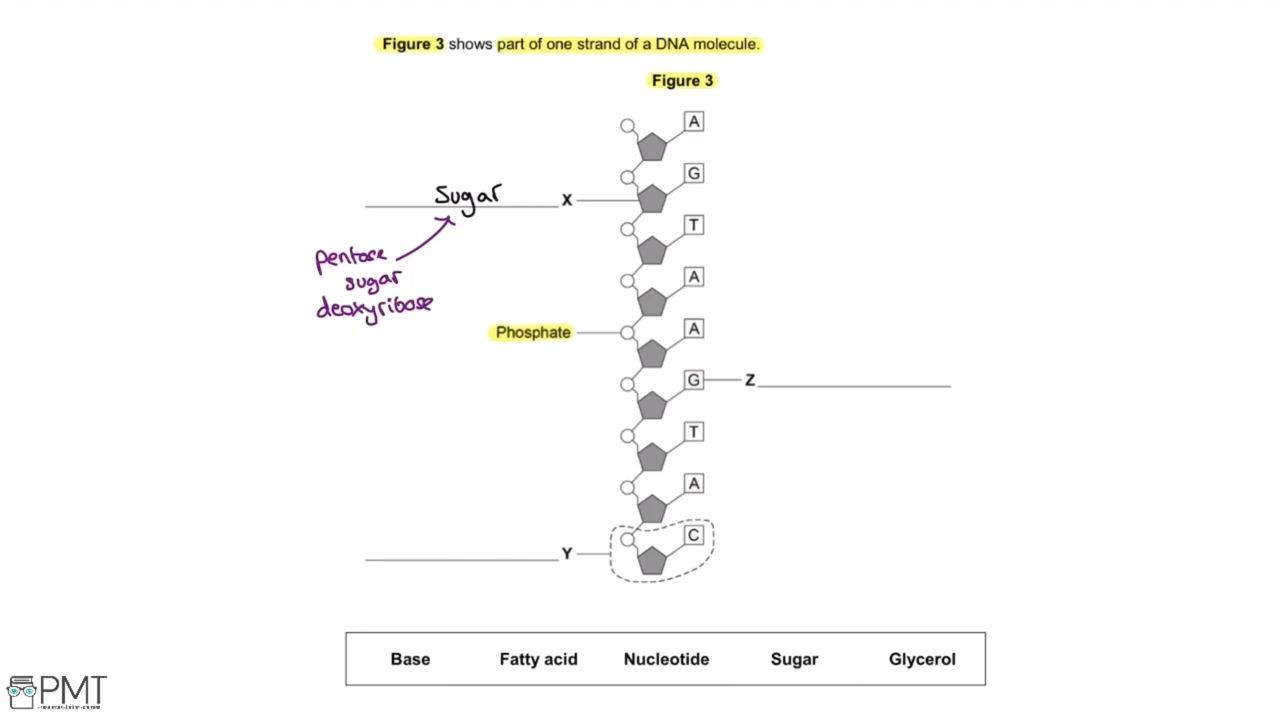 Figure 3 shows part of one strand of a DNA molecule.
Figure 3
A
G
Sugar X
T
pentose
sugar
deoxyribose
A
Phosphate
A
G Z
T
A
C
Y
Base Fatty acid Nucleotide Sugar Glycerol
PMT